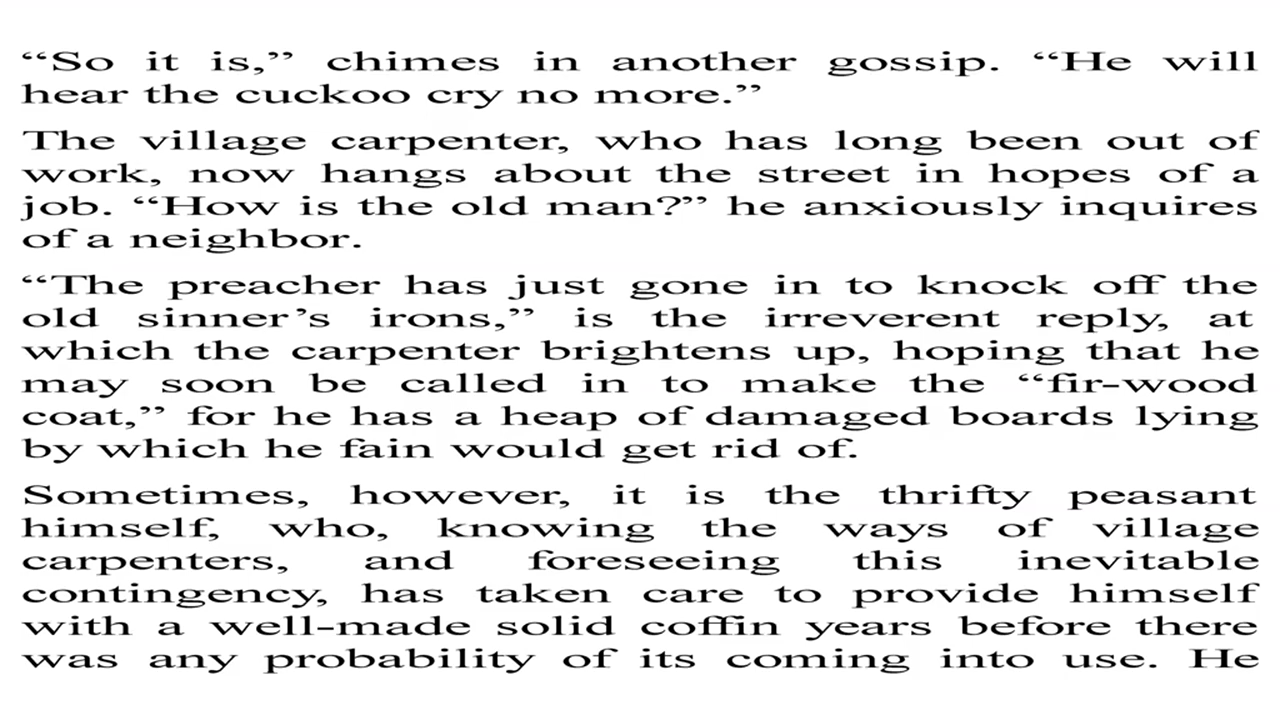 “So it is,” chimes in another gossip. “He will
hear the cuckoo cry no more.”
The village carpenter, who has long been out of
work, now hangs about the street in hopes of a
job. “How is the old man?” he anxiously inquires
of a neighbor.
“The preacher has just gone in to knock off the
old sinner’s irons,” is the irreverent reply, at
which the carpenter brightens up, hoping that he
may soon be called in to make the “fir-wood
coat,” for he has a heap of damaged boards lying
by which he fain would get rid of.
Sometimes, however, it is the thrifty peasant
himself, who, knowing the ways of village
carpenters, and foreseeing this inevitable
contingency, has taken care to provide himself
with a well-made solid coffin years before there
was any probability of its coming into use. He